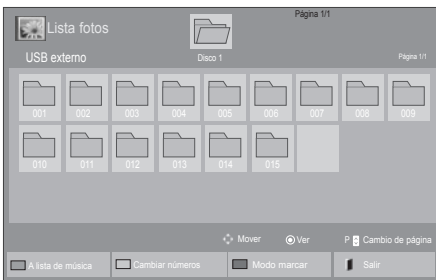 Página 1/1
Lista fotos
USB externo
Disco 1
Página 1/1
001 002 003 004 005 006 007 008 009
010 011 012 013 014 015
Mover Ver P Cambio de página
A lista de música Cambiar números Modo marcar Salir